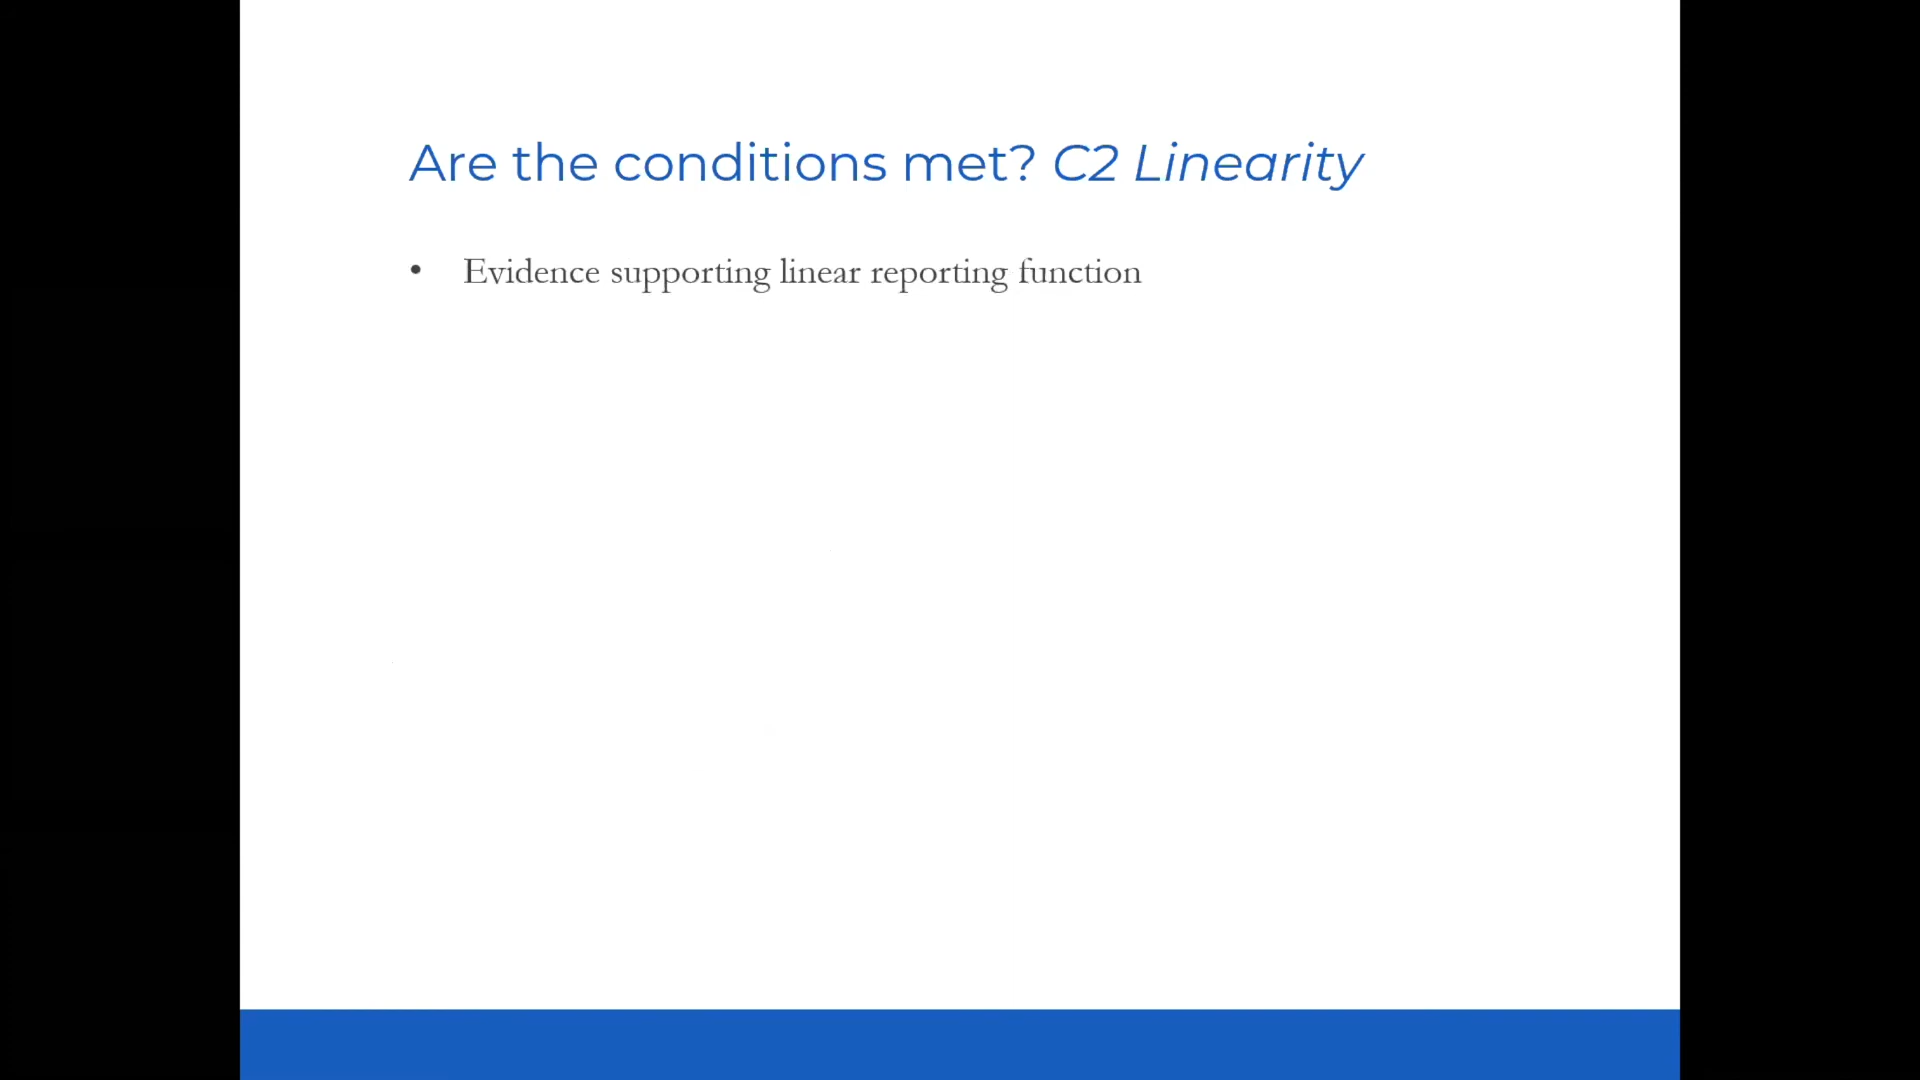 Are the conditions met? C2 Linearity
• Evidence supporting linear reporting function